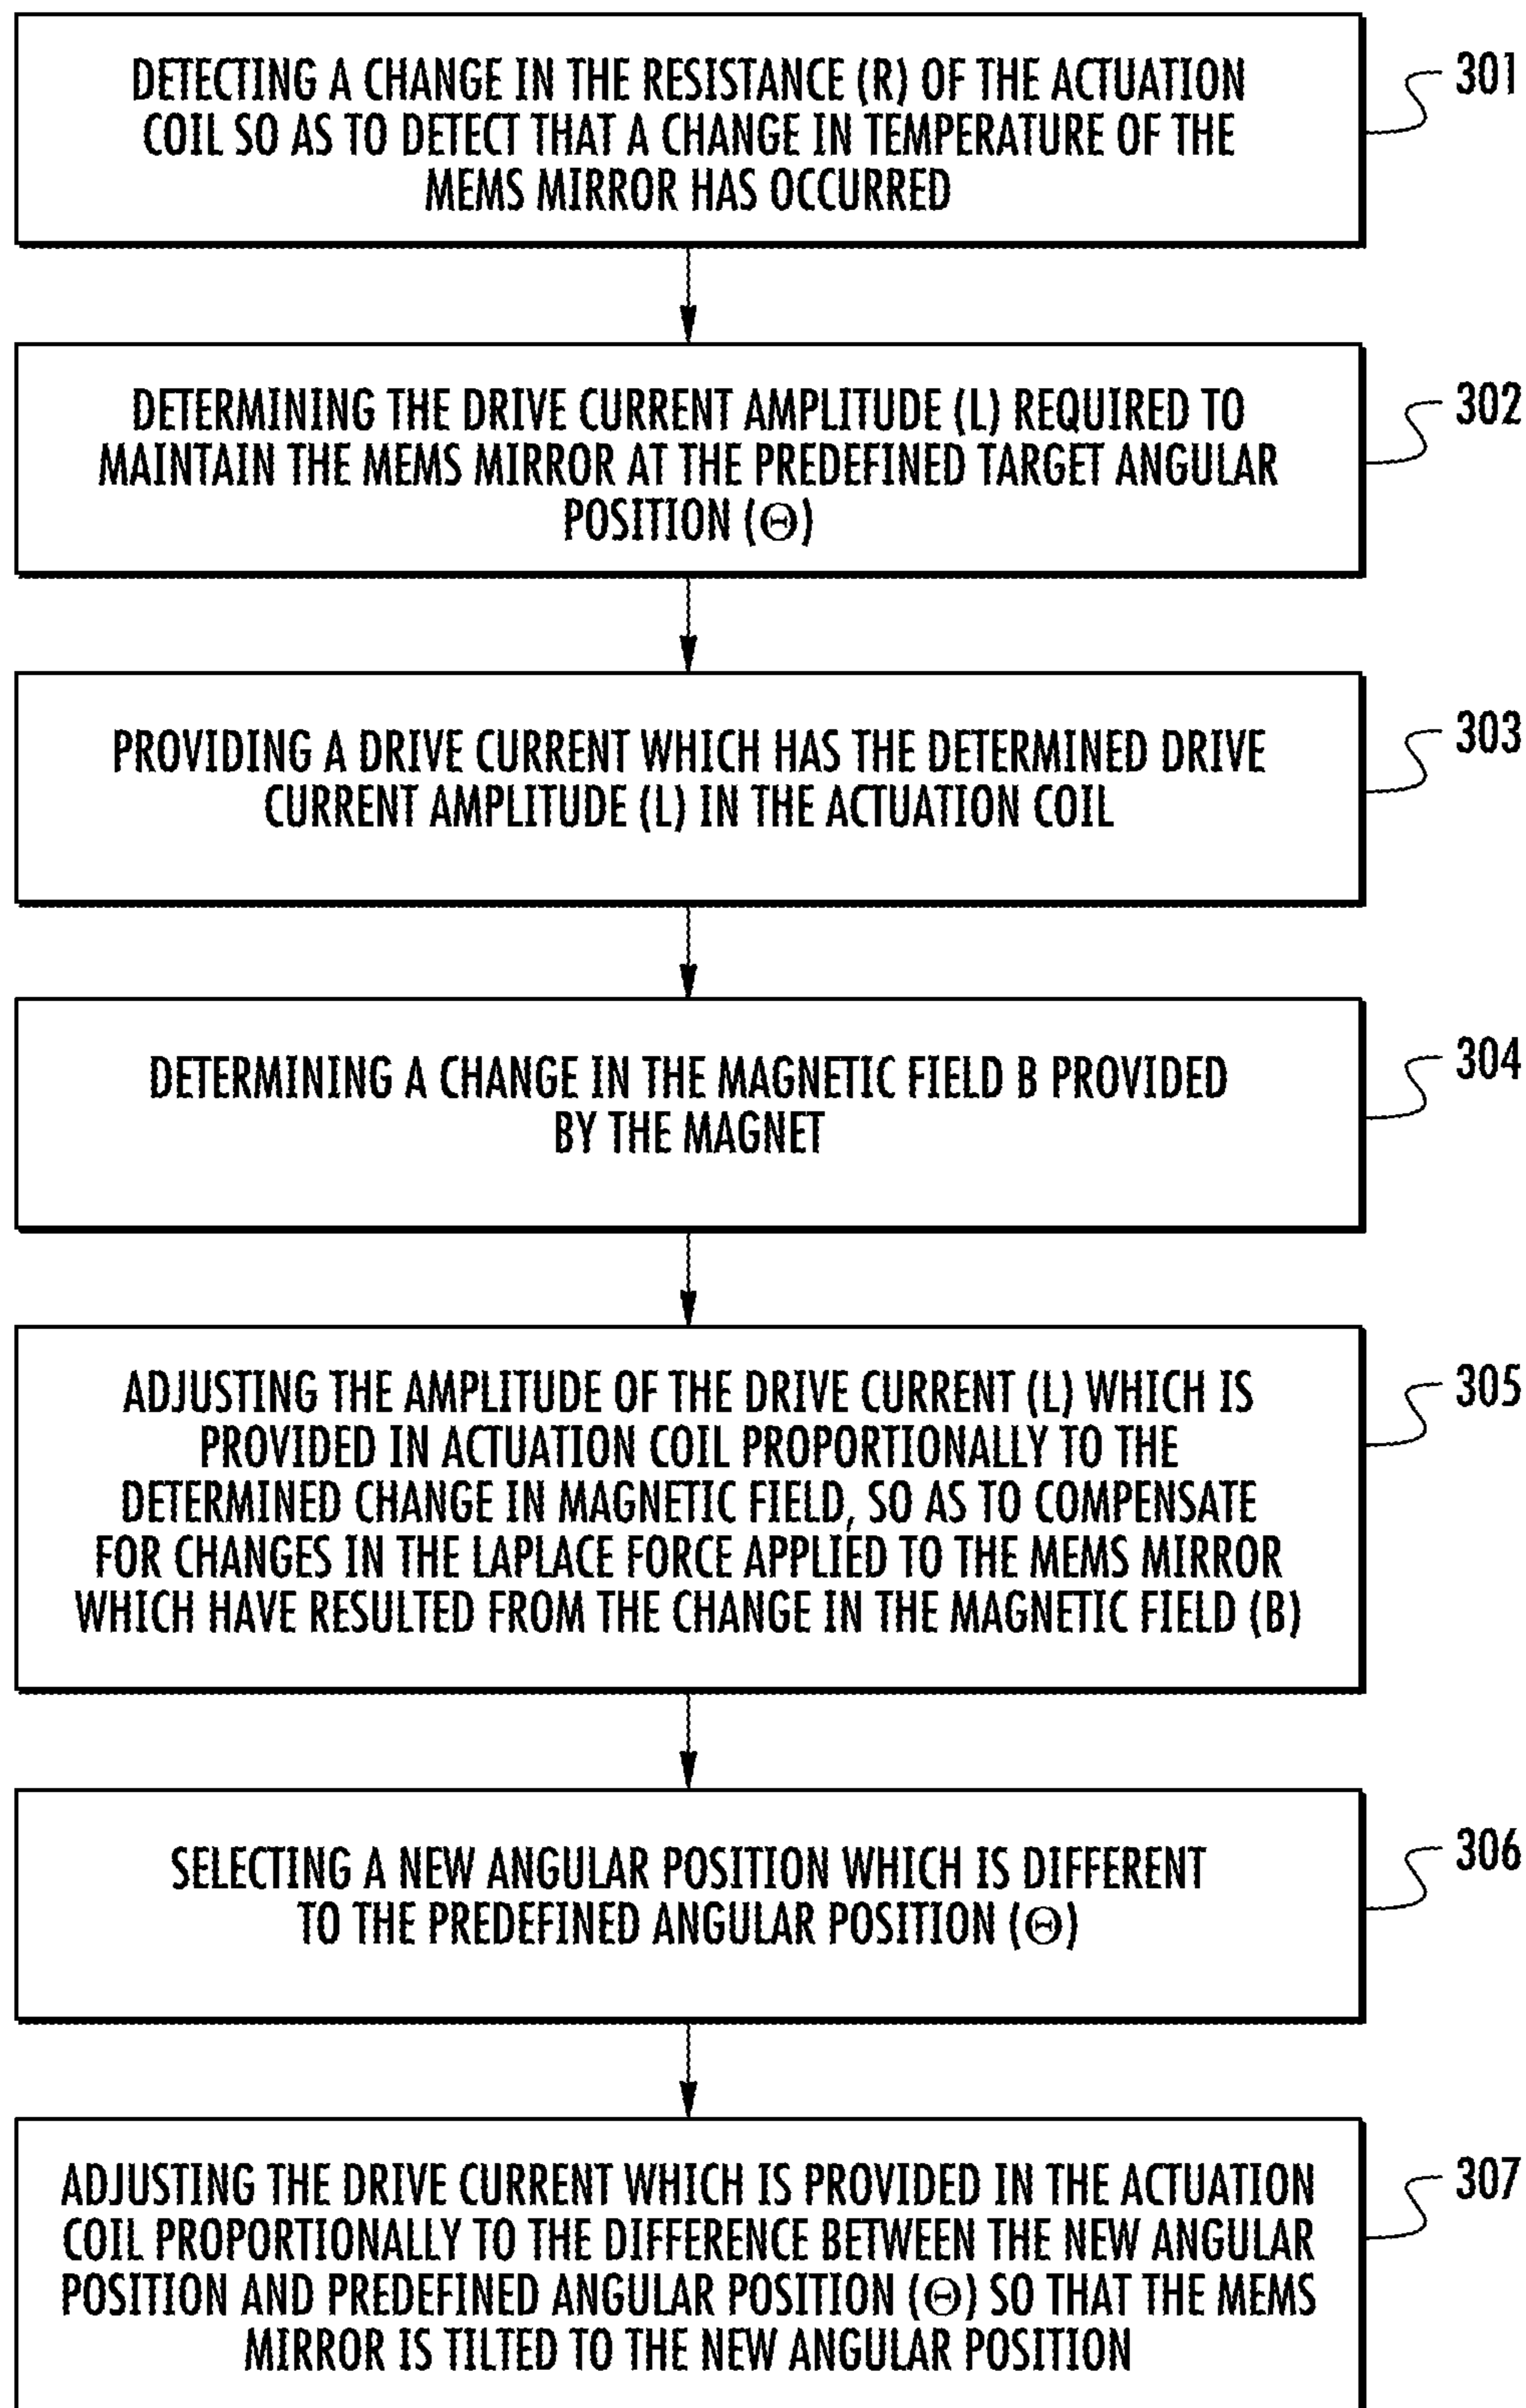 DETECTING A CHANGE IN THE RESISTANCE (R) OF THE ACTUATION
COIL SO AS TO DETECT THAT A CHANGE IN TEMPERATURE OF THE
MEMS MIRROR HAS OCCURRED
301
DETERMINING THE DRIVE CURRENT AMPLITUDE (L) REQUIRED TO
MAINTAIN THE MEMS MIRROR AT THE PREDEFINED TARGET ANGULAR
POSITION (Θ)
302
PROVIDING A DRIVE CURRENT WHICH HAS THE DETERMINED DRIVE
CURRENT AMPLITUDE (L) IN THE ACTUATION COIL
303
DETERMINING A CHANGE IN THE MAGNETIC FIELD B PROVIDED
BY THE MAGNET
304
ADJUSTING THE AMPLITUDE OF THE DRIVE CURRENT (L) WHICH IS
PROVIDED IN ACTUATION COIL PROPORTIONALLY TO THE
DETERMINED CHANGE IN MAGNETIC FIELD, SO AS TO COMPENSATE
FOR CHANGES IN THE LAPLACE FORCE APPLIED TO THE MEMS MIRROR
WHICH HAVE RESULTED FROM THE CHANGE IN THE MAGNETIC FIELD (B)
305
SELECTING A NEW ANGULAR POSITION WHICH IS DIFFERENT
TO THE PREDEFINED ANGULAR POSITION (Θ)
306
ADJUSTING THE DRIVE CURRENT WHICH IS PROVIDED IN THE ACTUATION
COIL PROPORTIONALLY TO THE DIFFERENCE BETWEEN THE NEW ANGULAR
POSITION AND PREDEFINED ANGULAR POSITION (Θ) SO THAT THE MEMS
MIRROR IS TILTED TO THE NEW ANGULAR POSITION
307